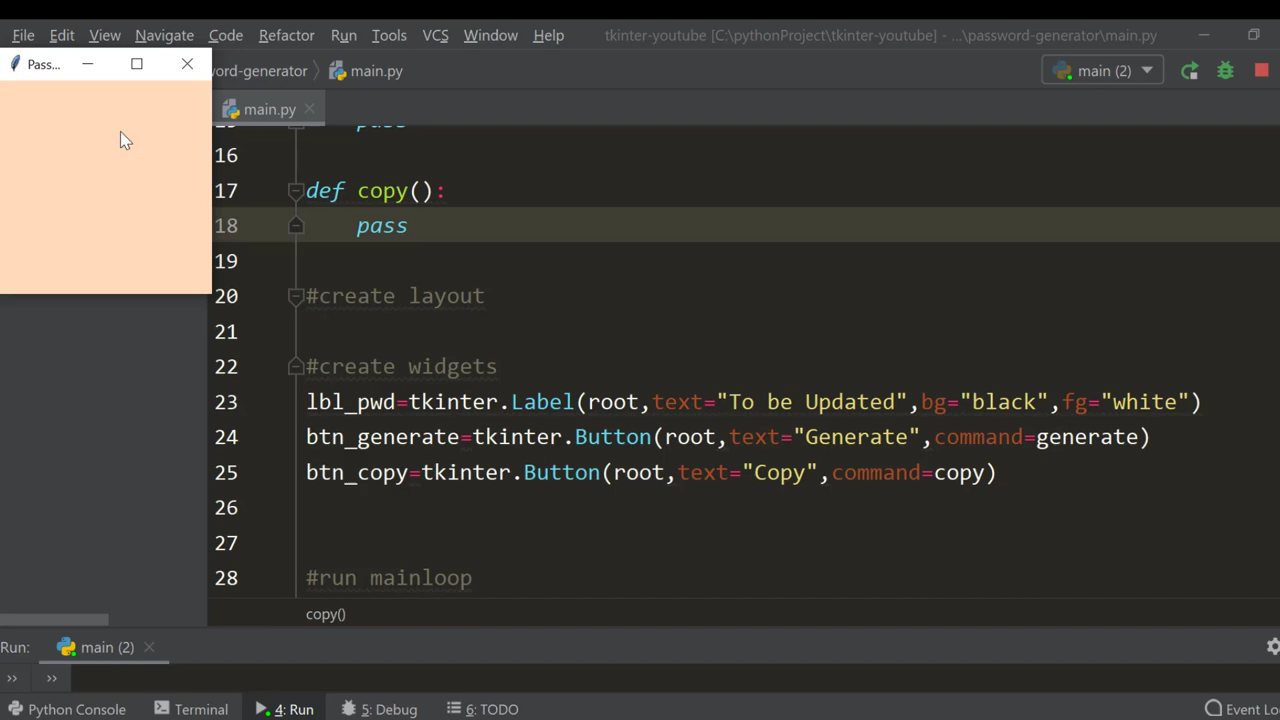 File Edit View Navigate Code Refactor Run Tools VCS Window Help tkinter-youtube [C:\pythonProject\tkinter-youtube] - ...\password-generator\main.py
Pass...
word-generator main.py main (2)
main.py
15 pass
16
17 def copy():
18 pass
19
20 #create layout
21
22 #create widgets
23 lbl_pwd=tkinter.Label(root,text="To be Updated",bg="black",fg="white")
24 btn_generate=tkinter.Button(root,text="Generate",command=generate)
25 btn_copy=tkinter.Button(root,text="Copy",command=copy)
26
27
28 #run mainloop
copy()
Run: main (2)
>> >>
Python Console Terminal 4: Run 5: Debug 6: TODO Event Lo